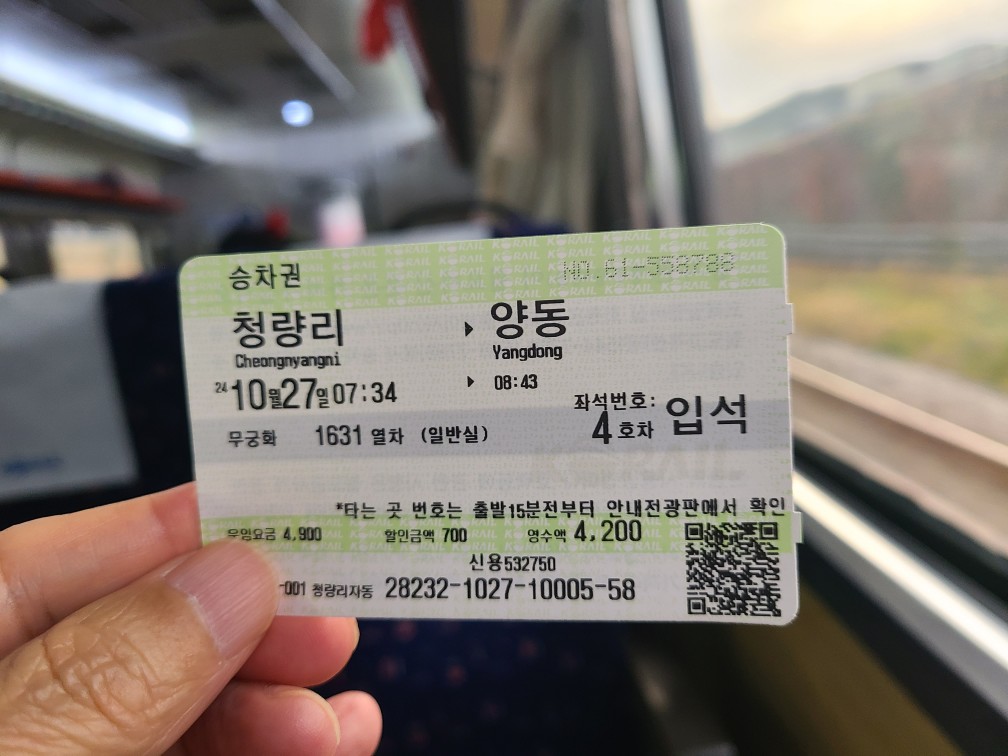 승차권 NO.61-558788
청량리 ▶ 양동
Cheongnyangni Yangdong
24 10월27일07:34 ▶ 08:43
좌석번호: 입석
무궁화 1631 열차 (일반실) 4 호차
*타는 곳 번호는 출발15분전부터 안내전광판에서 확인
운임요금 4,900 할인금액 700 영수액 4,200
신용532750
-001 청량리자동 28232-1027-10005-58
KORAIL